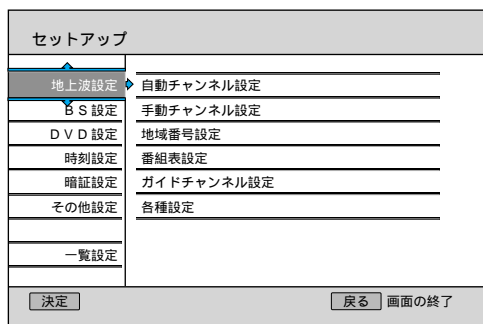 セットアップ
地上波設定
BS設定
DVD設定
時刻設定
暗証設定
その他設定
一覧設定
自動チャンネル設定
手動チャンネル設定
地域番号設定
番組表設定
ガイドチャンネル設定
各種設定
決定
戻る 画面の終了